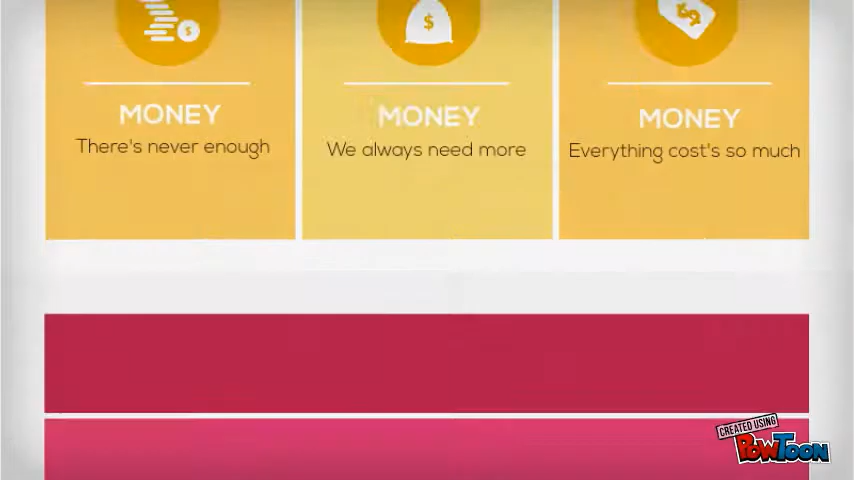 MONEY
There's never enough
MONEY
We always need more
MONEY
Everything cost's so much
CREATED USING
POWTOON